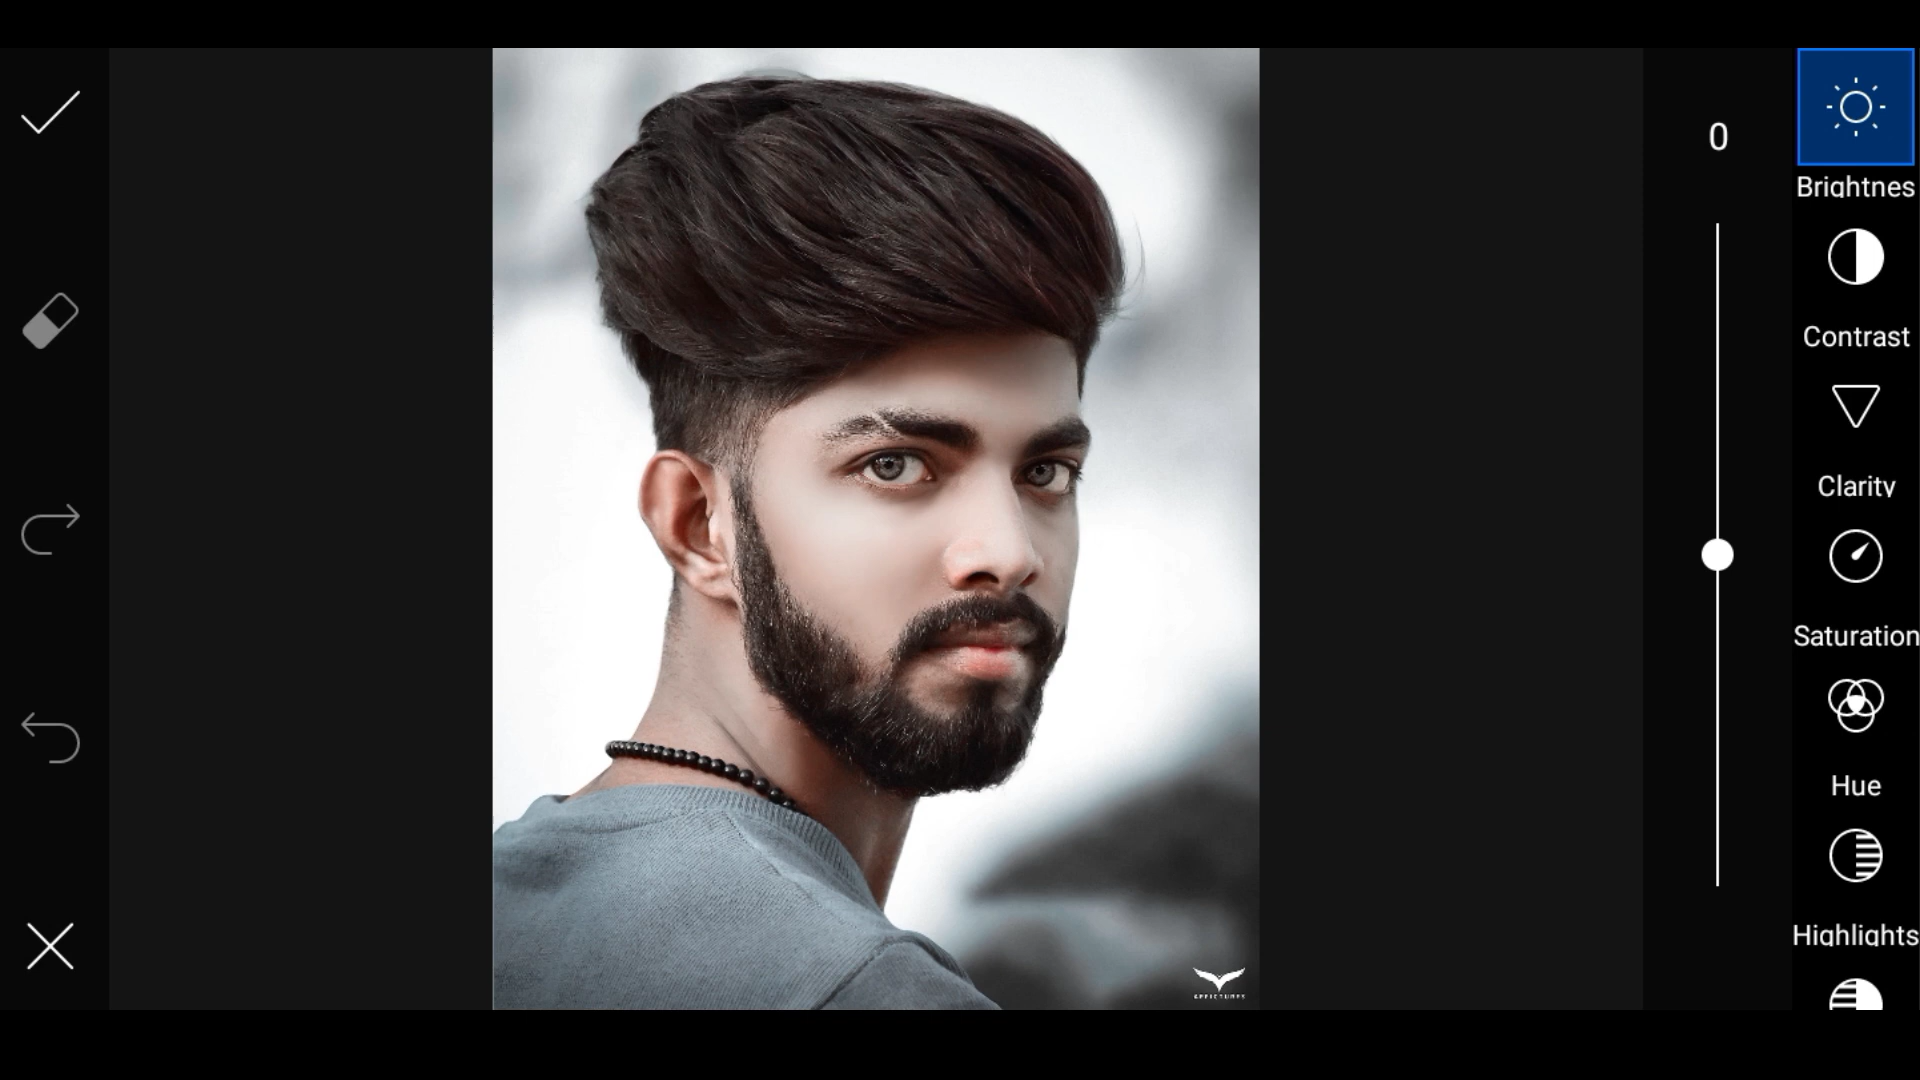 0
Brightnes
Contrast
Clarity
Saturation
Hue
Highlights